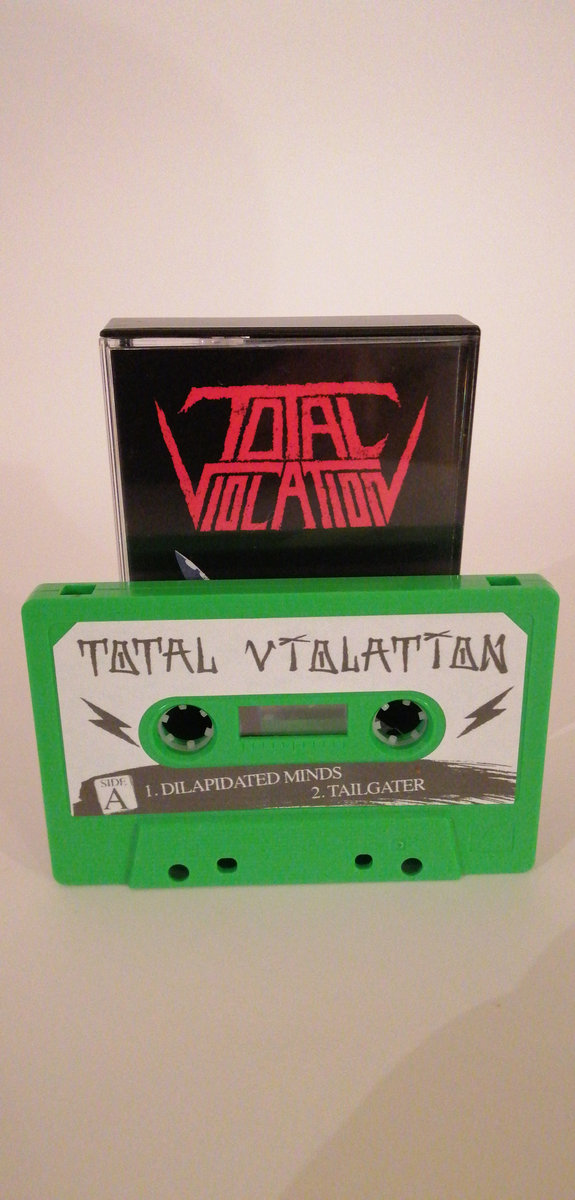 TOTAL
VIOLATION
TOTAL VIOLATION
SIDE
A
1. DILAPIDATED MINDS
2. TAILGATER